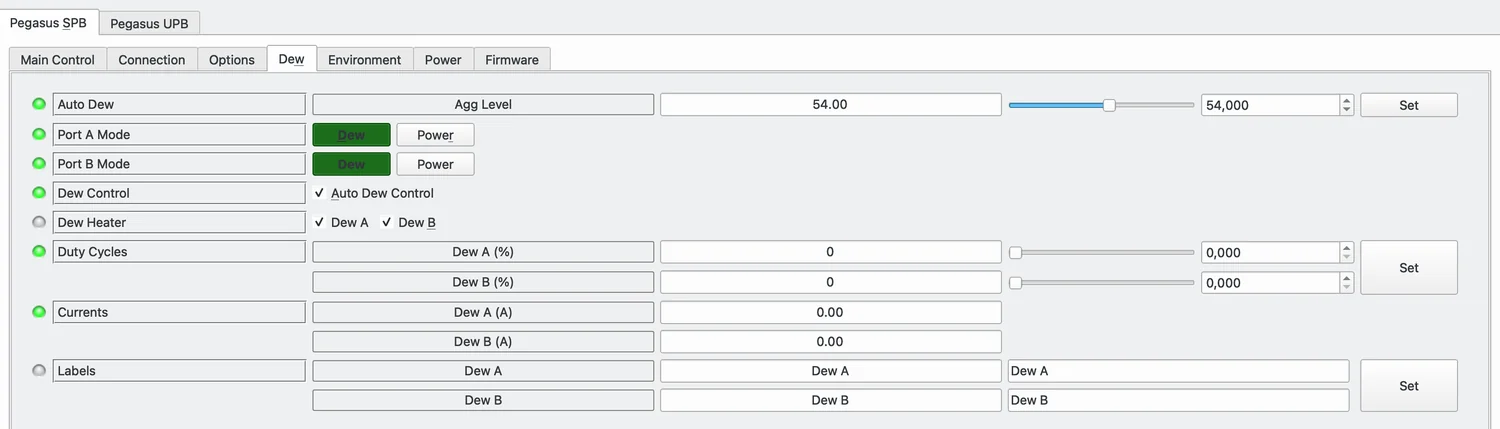 Pegasus SPB Pegasus UPB
Main Control Connection Options Dew Environment Power Firmware
Auto Dew Agg Level 54.00 54,000 Set
Port A Mode Dew Power
Port B Mode Dew Power
Dew Control Auto Dew Control
Dew Heater Dew A Dew B
Duty Cycles Dew A (%) 0 0,000 Set
Dew B (%) 0 0,000
Currents Dew A (A) 0.00
Dew B (A) 0.00
Labels Dew A Dew A Dew A Set
Dew B Dew B Dew B